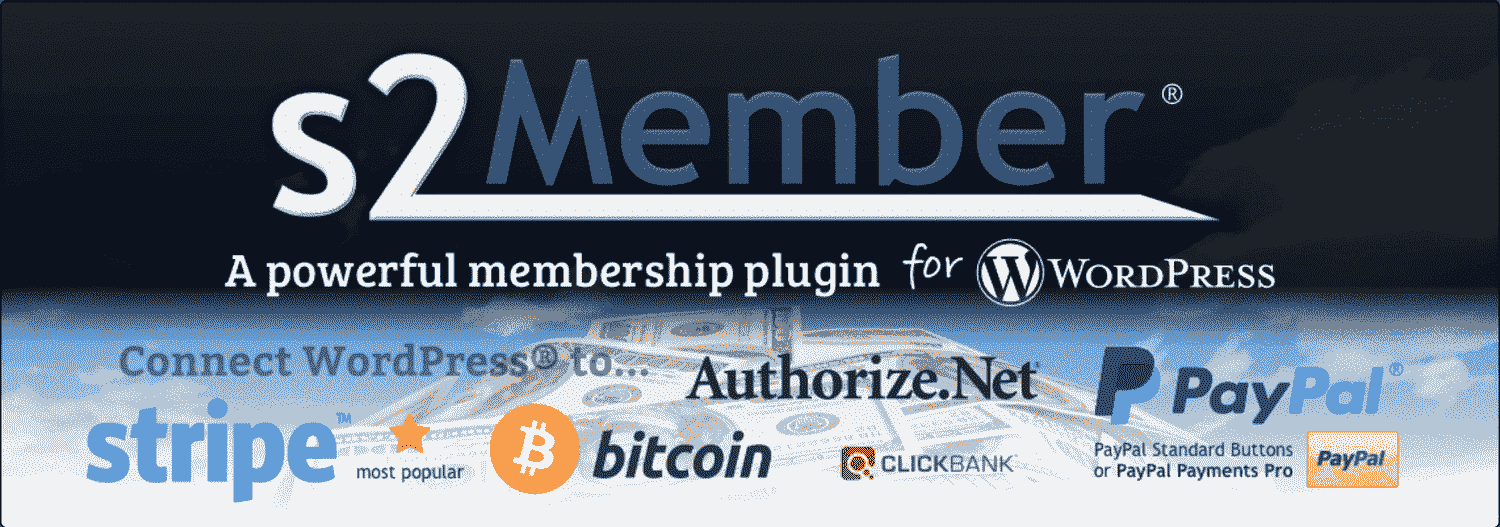 s2Member®
A powerful membership plugin for WORDPRESS
Connect WordPress® to...
Authorize.Net
PayPal®
stripe™
most popular
bitcoin
CLICKBANK
PayPal Standard Buttons
or PayPal Payments Pro
PayPal